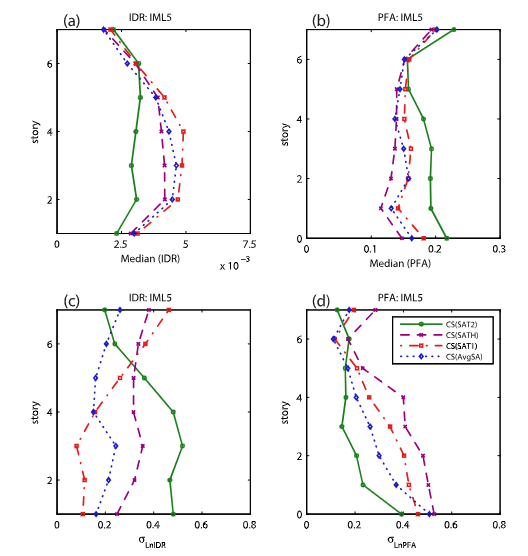 (a) IDR: IML5
(b) PFA: IML5
story
6
4
2
0
2.5
5
7.5
Median (IDR)
x 10⁻³
story
6
4
2
0
0
0.1
0.2
0.3
Median (PFA)
(c) IDR: IML5
(d) PFA: IML5
CS(SAT2)
CS(SATH)
CS(SAT1)
CS(AvgSA)
story
6
4
2
0
0.2
0.4
0.6
0.8
σLnIDR
story
6
4
2
0
0
0.2
0.4
0.6
0.8
σLnPFA